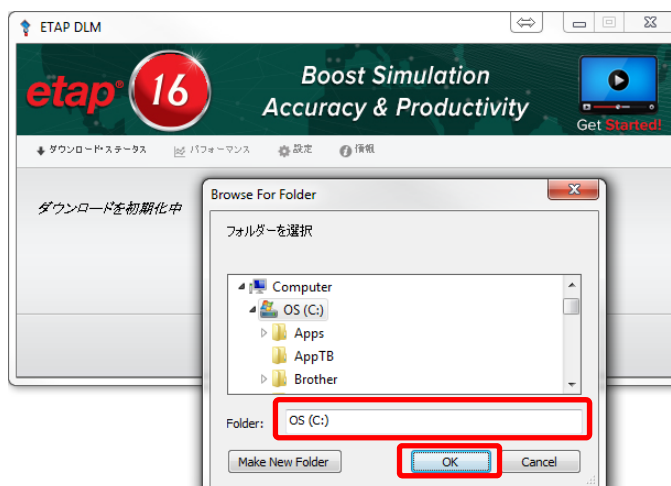 ETAP DLM
etap® 16
Boost Simulation
Accuracy & Productivity
Get Started!
ダウンロード・ステータス パフォーマンス 設定 情報
ダウンロードを初期化中
Browse For Folder
フォルダーを選択
Computer
OS (C:)
Apps
AppTB
Brother
Folder: OS (C:)
Make New Folder OK Cancel